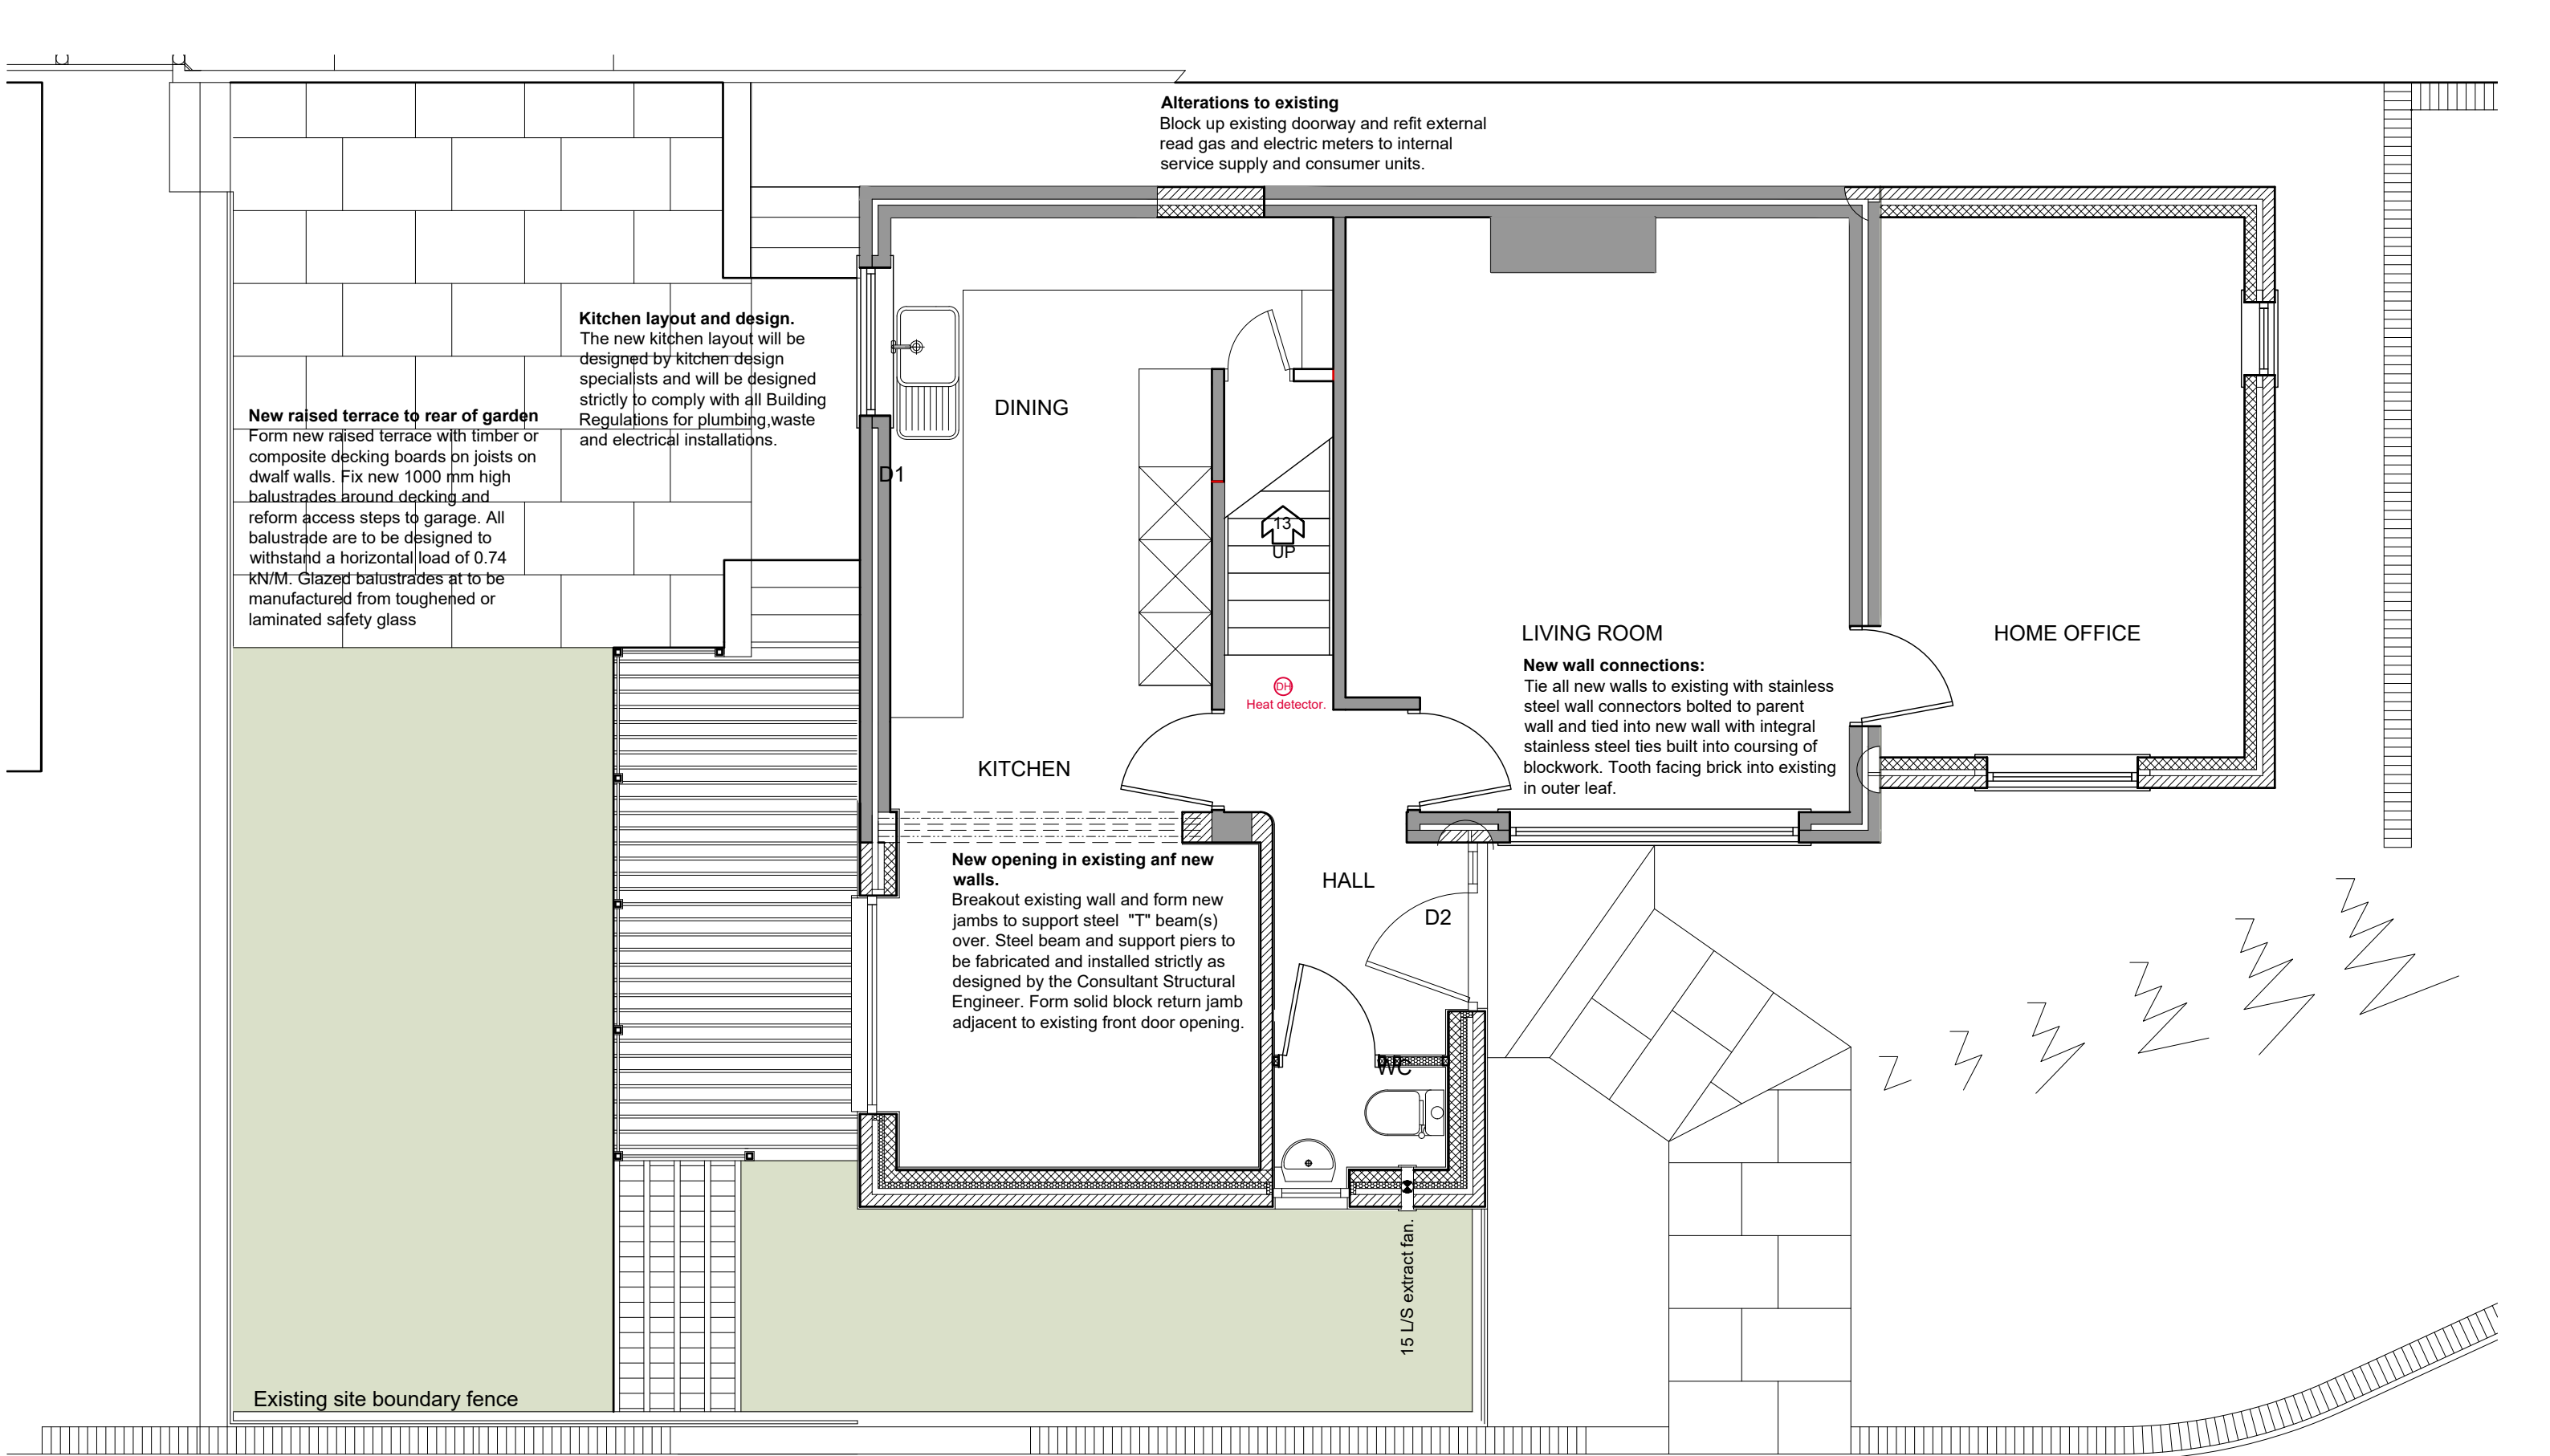 Alterations to existing
Block up existing doorway and refit external
read gas and electric meters to internal
service supply and consumer units.
Kitchen layout and design.
The new kitchen layout will be
designed by kitchen design
specialists and will be designed
strictly to comply with all Building
Regulations for plumbing,waste
and electrical installations.
New raised terrace to rear of garden
Form new raised terrace with timber or
composite decking boards on joists on
dwalf walls. Fix new 1000 mm high
balustrades around decking and
reform access steps to garage. All
balustrade are to be designed to
withstand a horizontal load of 0.74
kN/M. Glazed balustrades at to be
manufactured from toughened or
laminated safety glass
DINING
D1
13
UP
LIVING ROOM
HOME OFFICE
New wall connections:
Tie all new walls to existing with stainless
steel wall connectors bolted to parent
wall and tied into new wall with integral
stainless steel ties built into coursing of
blockwork. Tooth facing brick into existing
in outer leaf.
DH
Heat detector.
KITCHEN
New opening in existing anf new
walls.
Breakout existing wall and form new
jambs to support steel "T" beam(s)
over. Steel beam and support piers to
be fabricated and installed strictly as
designed by the Consultant Structural
Engineer. Form solid block return jamb
adjacent to existing front door opening.
HALL
D2
WC
15 L/S extract fan.
Existing site boundary fence